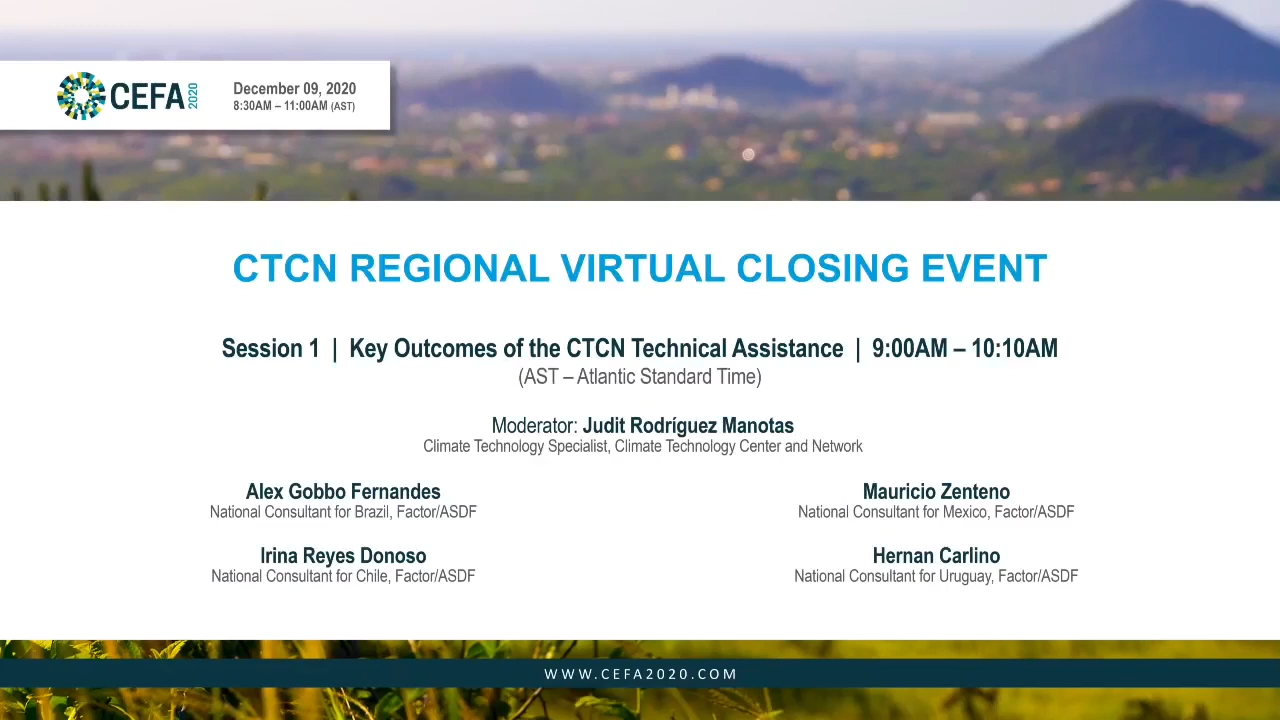 CEFA 2020
December 09, 2020
8:30AM – 11:00AM (AST)
CTCN REGIONAL VIRTUAL CLOSING EVENT
Session 1 | Key Outcomes of the CTCN Technical Assistance | 9:00AM – 10:10AM
(AST – Atlantic Standard Time)
Moderator: Judit Rodríguez Manotas
Climate Technology Specialist, Climate Technology Center and Network
Alex Gobbo Fernandes
National Consultant for Brazil, Factor/ASDF
Mauricio Zenteno
National Consultant for Mexico, Factor/ASDF
Irina Reyes Donoso
National Consultant for Chile, Factor/ASDF
Hernan Carlino
National Consultant for Uruguay, Factor/ASDF
WWW.CEFA2020.COM